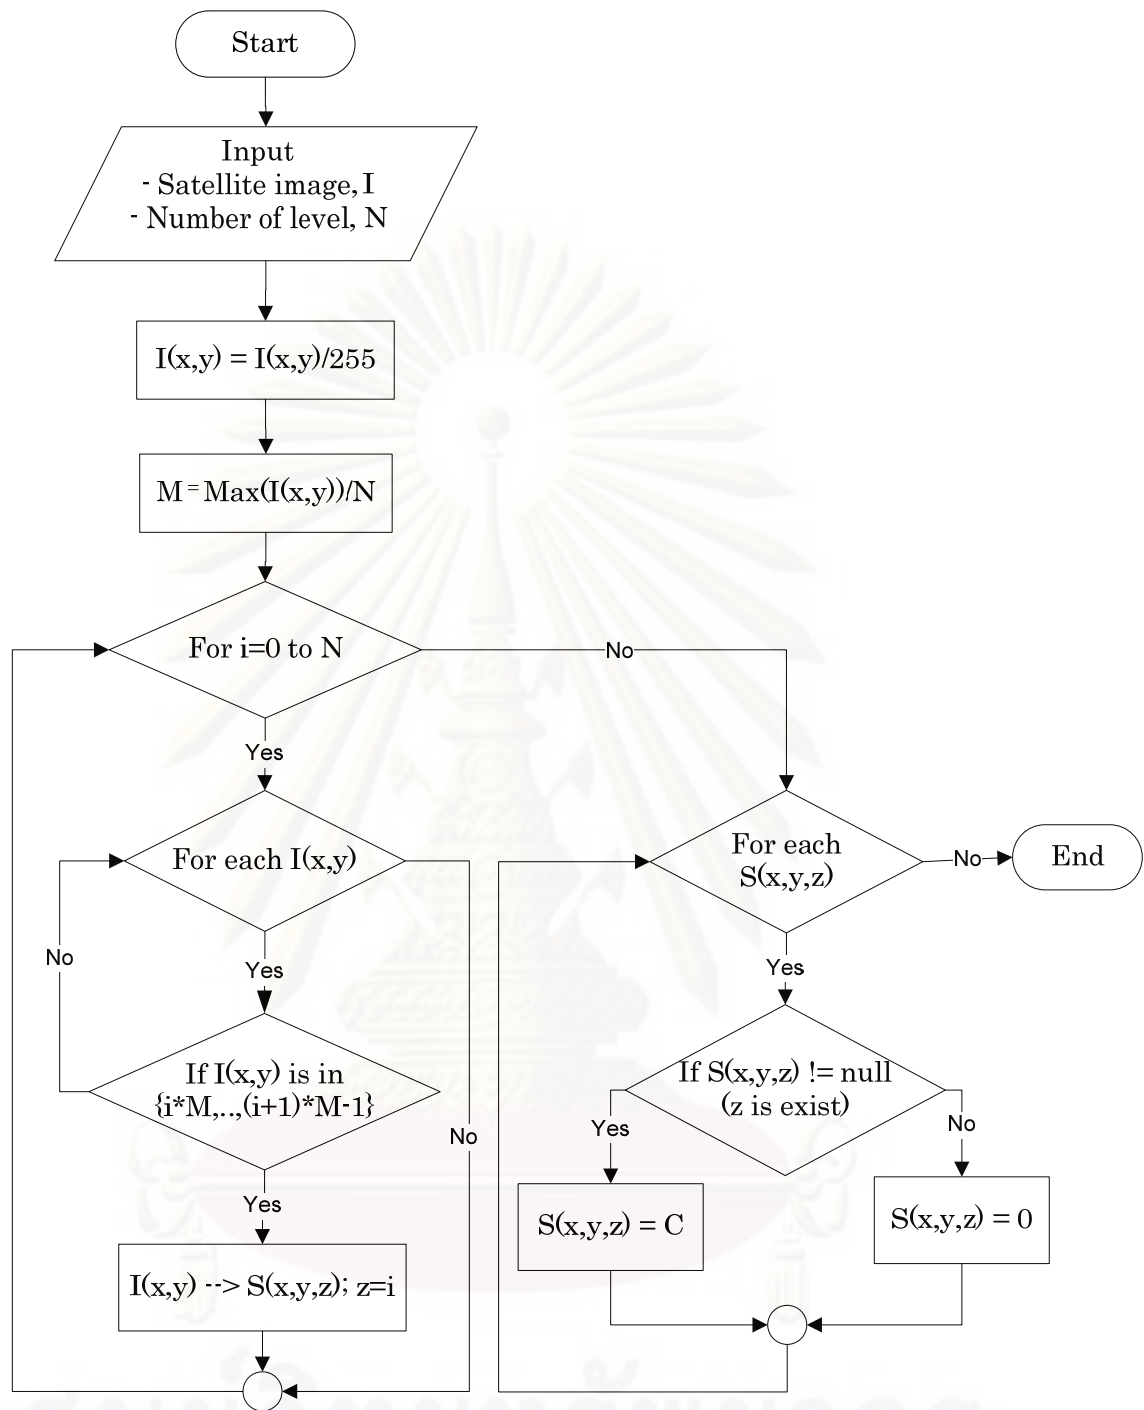 Start
Input
- Satellite image, I
- Number of level, N
I(x,y) = I(x,y)/255
M = Max(I(x,y))/N
For i=0 to N
No
Yes
For each I(x,y)
No
Yes
If I(x,y) is in
{i*M,..,(i+1)*M-1}
No
Yes
I(x,y) --> S(x,y,z); z=i
For each
S(x,y,z)
No
End
Yes
If S(x,y,z) != null
(z is exist)
Yes
No
S(x,y,z) = C
S(x,y,z) = 0